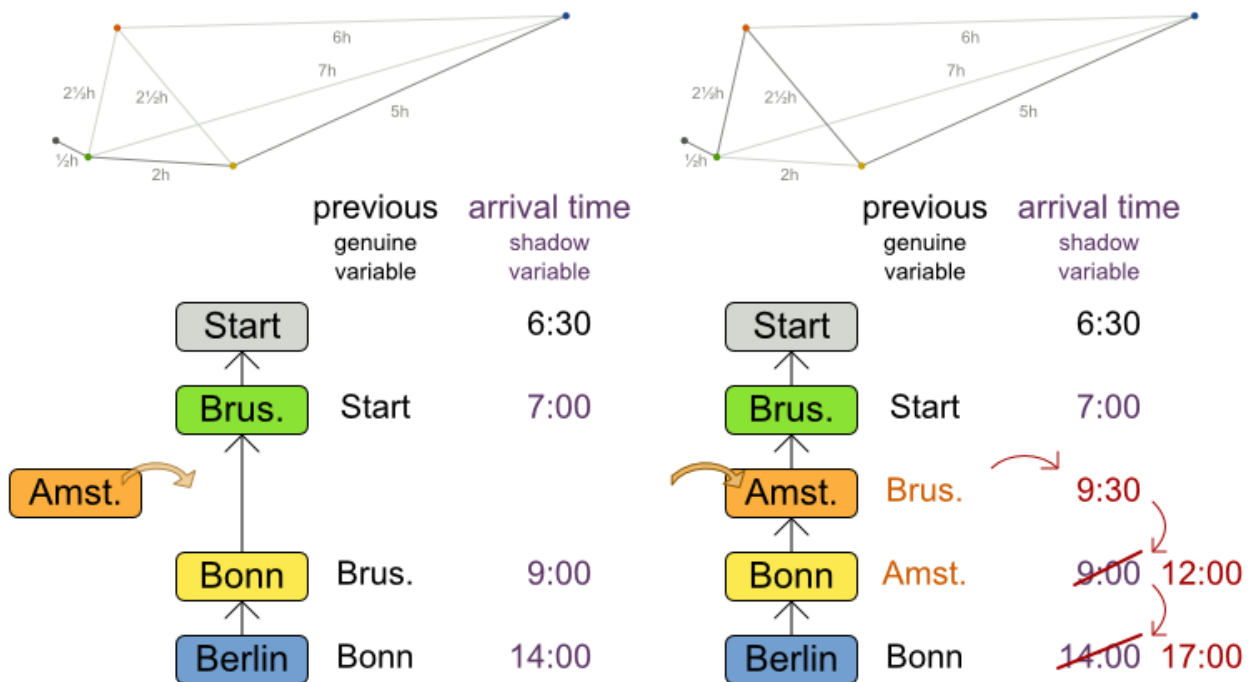 6h 6h
7h 7h
2½h 2½h 2½h 2½h
5h 5h
½h ½h
2h 2h
previous arrival time previous arrival time
genuine shadow genuine shadow
variable variable variable variable
Start 6:30 Start 6:30
Brus. Start 7:00 Brus. Start 7:00
Amst. Amst. Brus. 9:30
Bonn Brus. 9:00 Bonn Amst. 9:00 12:00
Berlin Bonn 14:00 Berlin Bonn 14:00 17:00